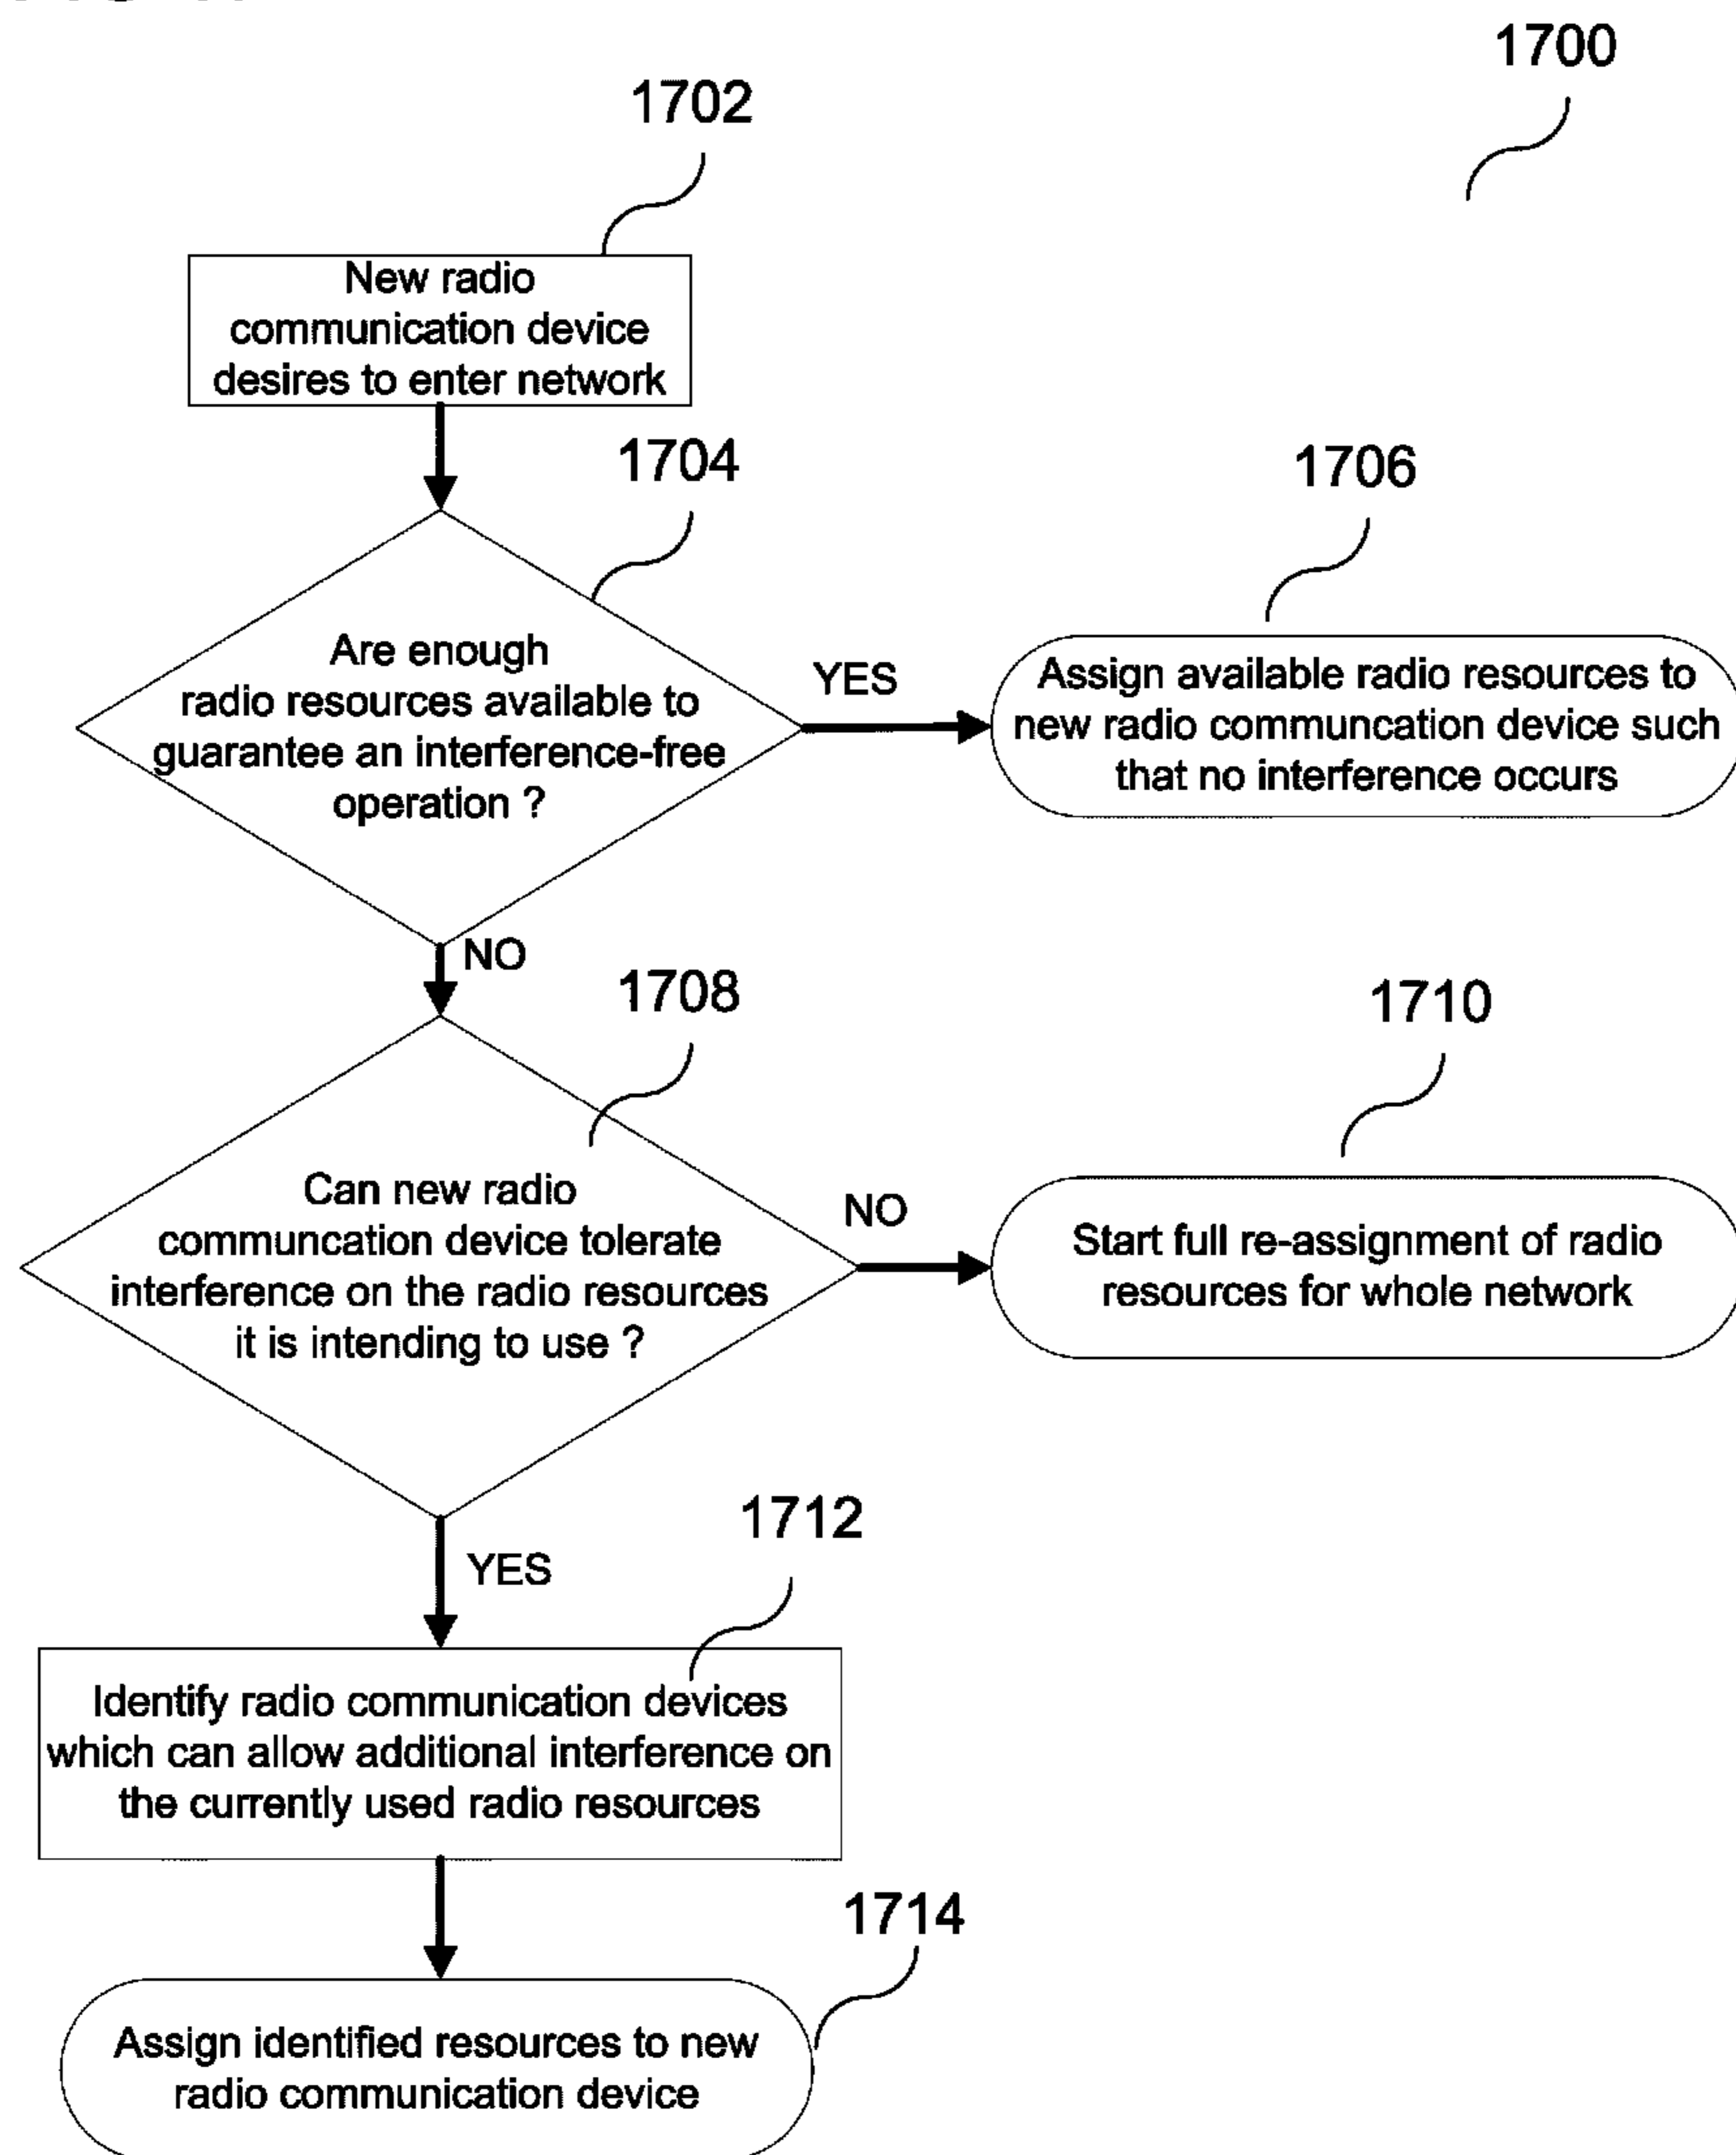 1700
1702
New radio
communication device
desires to enter network
1704
Are enough
radio resources available to
guarantee an interference-free
operation ?
YES
1706
Assign available radio resources to
new radio communcation device such
that no interference occurs
NO
1708
Can new radio
communcation device tolerate
interference on the radio resources
it is intending to use ?
NO
1710
Start full re-assignment of radio
resources for whole network
YES
1712
Identify radio communication devices
which can allow additional interference on
the currently used radio resources
1714
Assign identified resources to new
radio communication device